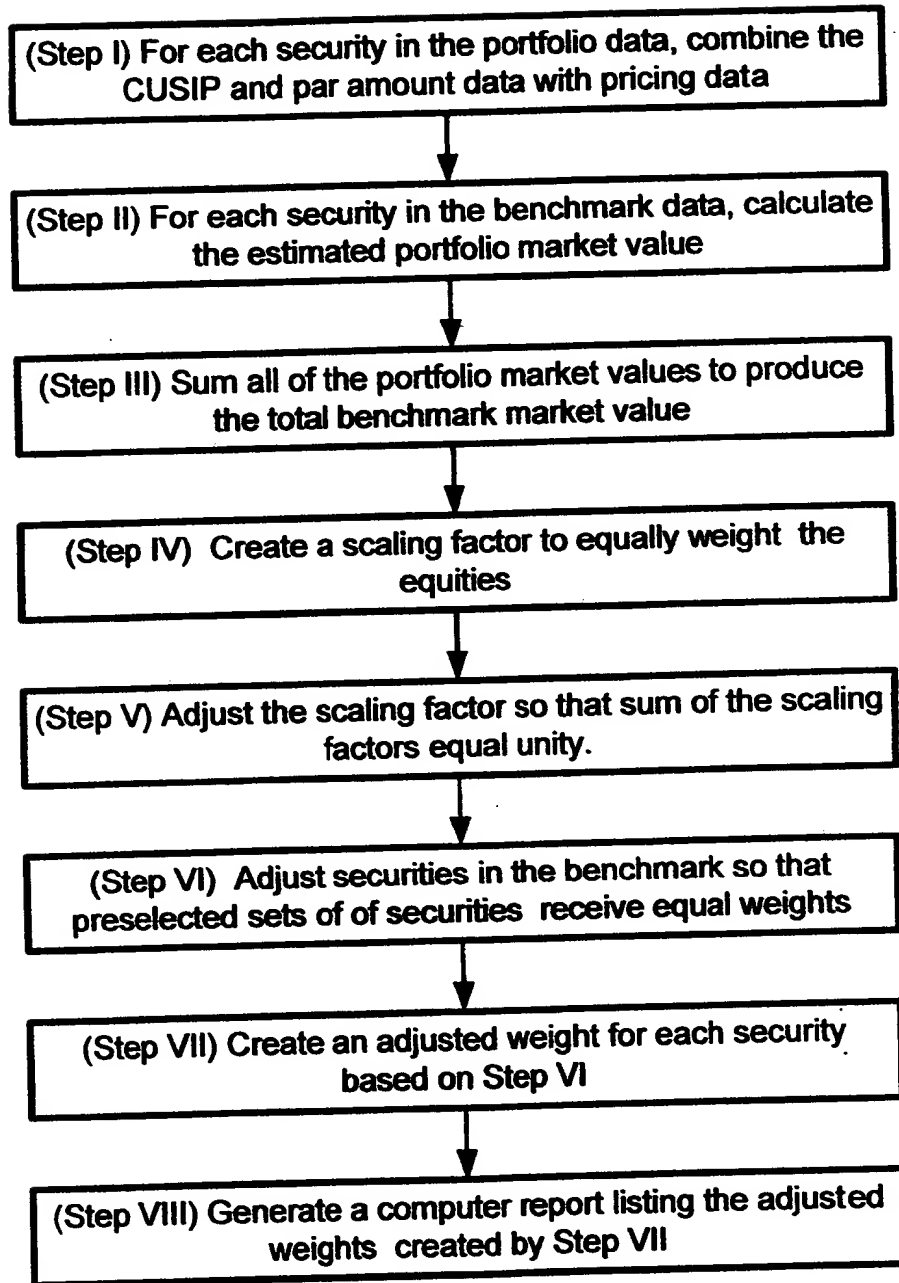 (Step I) For each security in the portfolio data, combine the
CUSIP and par amount data with pricing data
(Step II) For each security in the benchmark data, calculate
the estimated portfolio market value
(Step III) Sum all of the portfolio market values to produce
the total benchmark market value
(Step IV) Create a scaling factor to equally weight the
equities
(Step V) Adjust the scaling factor so that sum of the scaling
factors equal unity.
(Step VI) Adjust securities in the benchmark so that
preselected sets of of securities receive equal weights
(Step VII) Create an adjusted weight for each security
based on Step VI
(Step VIII) Generate a computer report listing the adjusted
weights created by Step VII